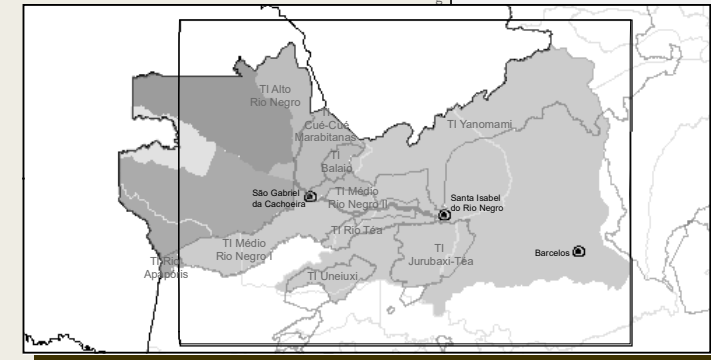 TI Alto
Rio Negro
TI
Cué-Cué
Marabitanas
TI Yanomami
TI
Balaio
São Gabriel
da Cachoeira
TI Médio
Rio Negro II
Santa Isabel
do Rio Negro
TI Rio Téa
TI Médio
Rio Negro I
TI
Jurubaxi-Téa
Barcelos
TI Rio
Apapóris
TI Uneiuxi